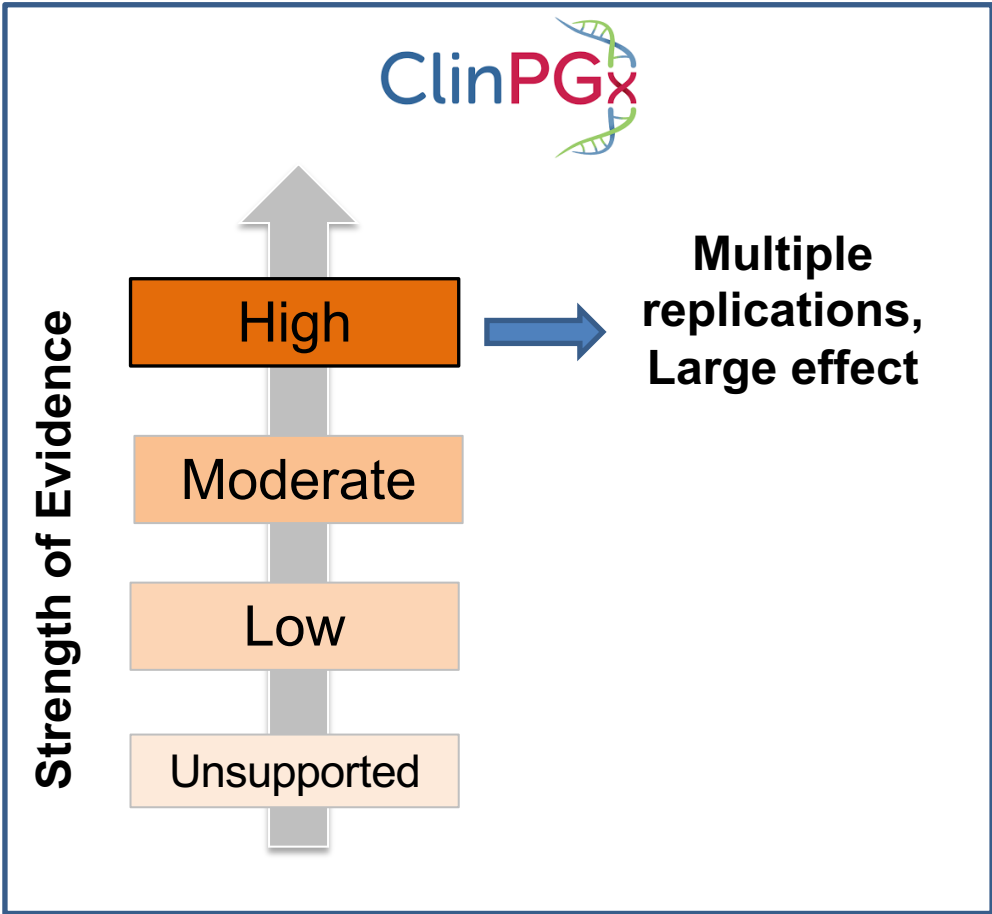 ClinPGx
Strength of Evidence
High
Multiple
replications,
Large effect
Moderate
Low
Unsupported